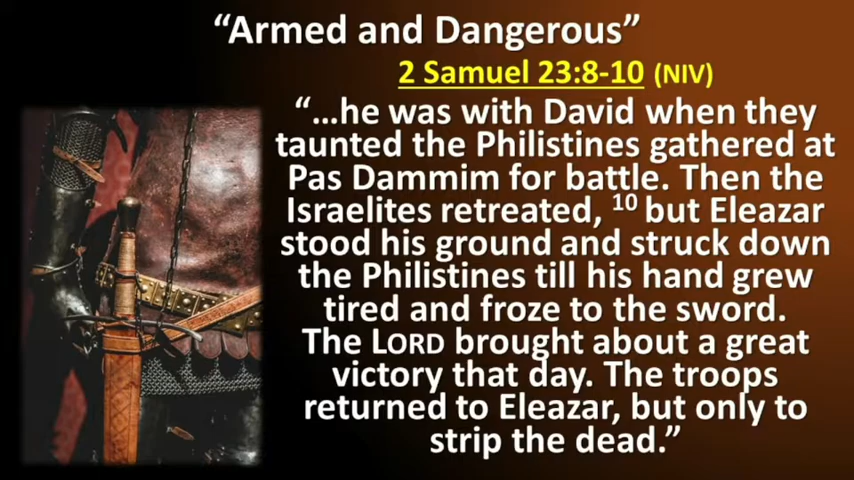 “Armed and Dangerous”
2 Samuel 23:8-10 (NIV)
“…he was with David when they
taunted the Philistines gathered at
Pas Dammim for battle. Then the
Israelites retreated, 10 but Eleazar
stood his ground and struck down
the Philistines till his hand grew
tired and froze to the sword.
The LORD brought about a great
victory that day. The troops
returned to Eleazar, but only to
strip the dead.”